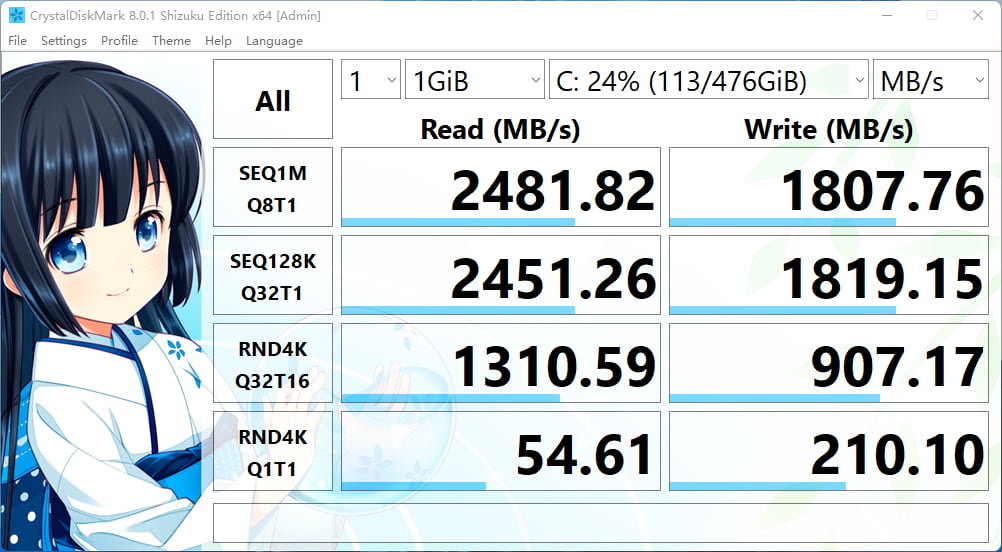 CrystalDiskMark 8.0.1 Shizuku Edition x64 [Admin]
File Settings Profile Theme Help Language
All 1 1GiB C: 24% (113/476GiB) MB/s
Read (MB/s) Write (MB/s)
SEQ1M
Q8T1
2481.82 1807.76
SEQ128K
Q32T1
2451.26 1819.15
RND4K
Q32T16
1310.59 907.17
RND4K
Q1T1
54.61 210.10